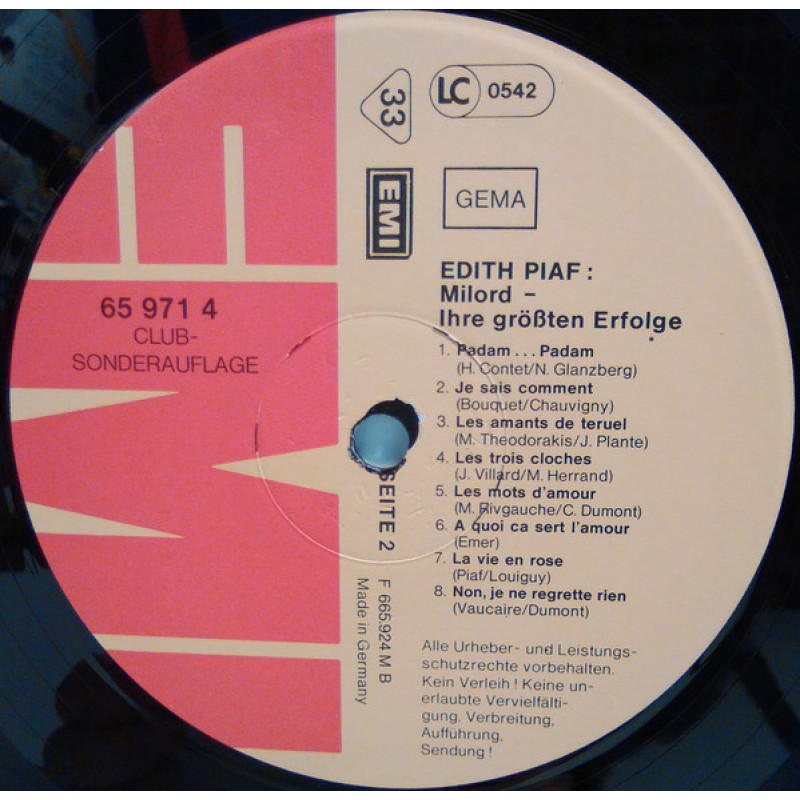 33
LC 0542
EMI
GEMA
65 971 4
CLUB-
SONDERAUFLAGE
EDITH PIAF :
Milord –
Ihre größten Erfolge
1. Padam . . . Padam
(H. Contet/N. Glanzberg)
2. Je sais comment
(Bouquet/Chauvigny)
3. Les amants de teruel
(M. Theodorakis/J. Plante)
4. Les trois cloches
(J. Villard/M. Herrand)
5. Les mots d'amour
(M. Rivgauche/C. Dumont)
6. A quoi ca sert l'amour
(Emer)
7. La vie en rose
(Piaf/Louiguy)
8. Non, je ne regrette rien
(Vaucaire/Dumont)
SEITE 2
F 665.924 M B
Made in Germany
Alle Urheber- und Leistungs-
schutzrechte vorbehalten.
Kein Verleih ! Keine un-
erlaubte Vervielfälti-
gung, Verbreitung,
Aufführung,
Sendung !